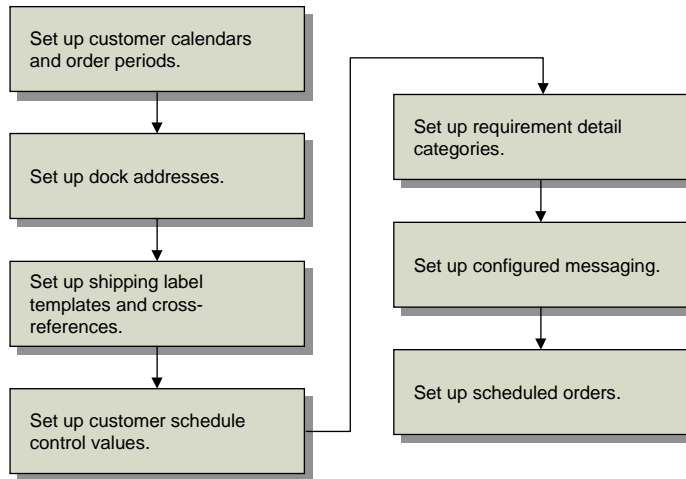 Set up customer calendars
and order periods.
Set up dock addresses.
Set up shipping label
templates and cross-
references.
Set up customer schedule
control values.
Set up requirement detail
categories.
Set up configured messaging.
Set up scheduled orders.